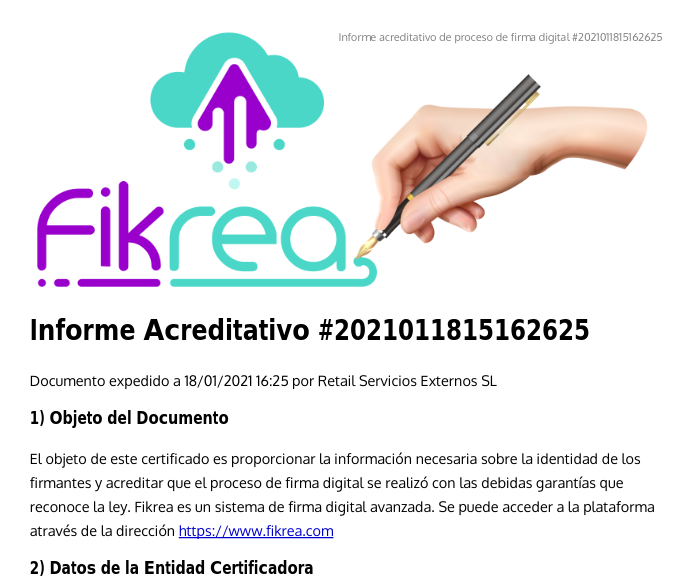 Informe acreditativo de proceso de firma digital #2021011815162625
Fikrea
Informe Acreditativo #2021011815162625
Documento expedido a 18/01/2021 16:25 por Retail Servicios Externos SL
1) Objeto del Documento
El objeto de este certificado es proporcionar la información necesaria sobre la identidad de los
firmantes y acreditar que el proceso de firma digital se realizó con las debidas garantías que
reconoce la ley. Fikrea es un sistema de firma digital avanzada. Se puede acceder a la plataforma
através de la dirección https://www.fikrea.com
2) Datos de la Entidad Certificadora